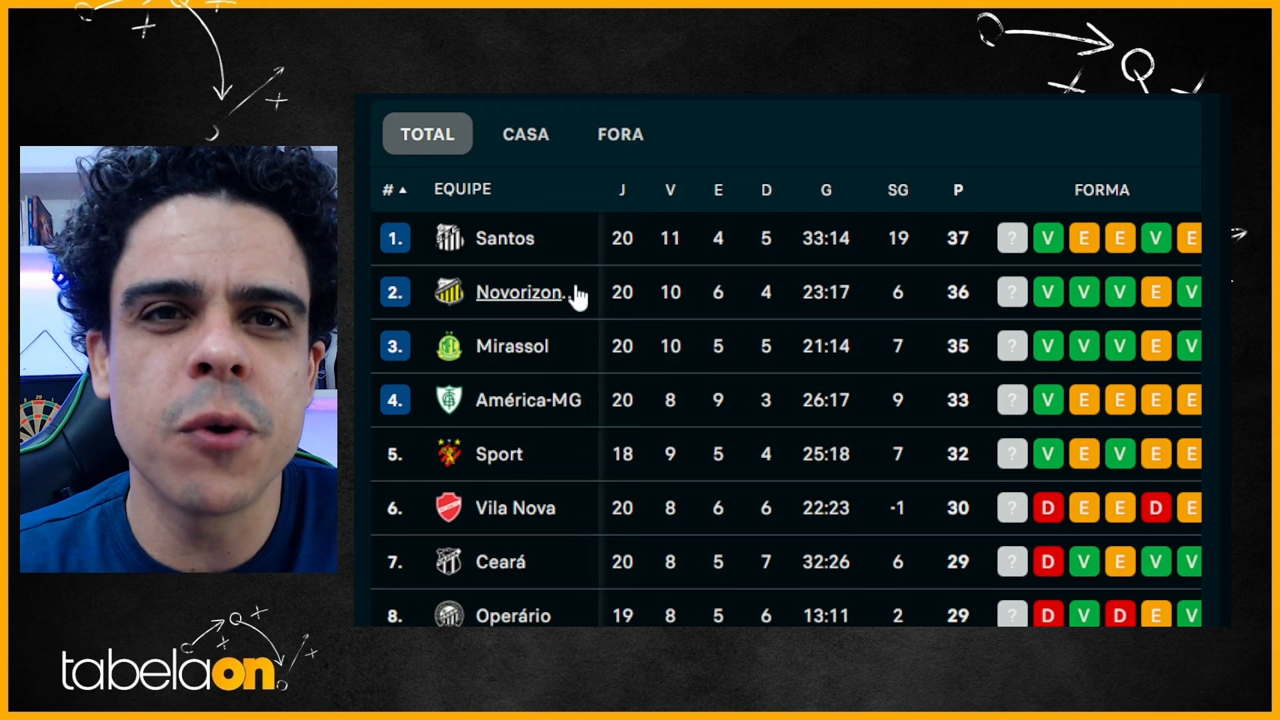 TOTAL CASA FORA
# EQUIPE J V E D G SG P FORMA
1. Santos 20 11 4 5 33:14 19 37 ? V E E V E
2. Novorizon... 20 10 6 4 23:17 6 36 ? V V V E V
3. Mirassol 20 10 5 5 21:14 7 35 ? V V V E V
4. América-MG 20 8 9 3 26:17 9 33 ? V E E E E
5. Sport 18 9 5 4 25:18 7 32 ? V E V E E
6. Vila Nova 20 8 6 6 22:23 -1 30 ? D E E D E
7. Ceará 20 8 5 7 32:26 6 29 ? D V E V V
8. Operário 19 8 5 6 13:11 2 29 ? D V D E V
tabelaon